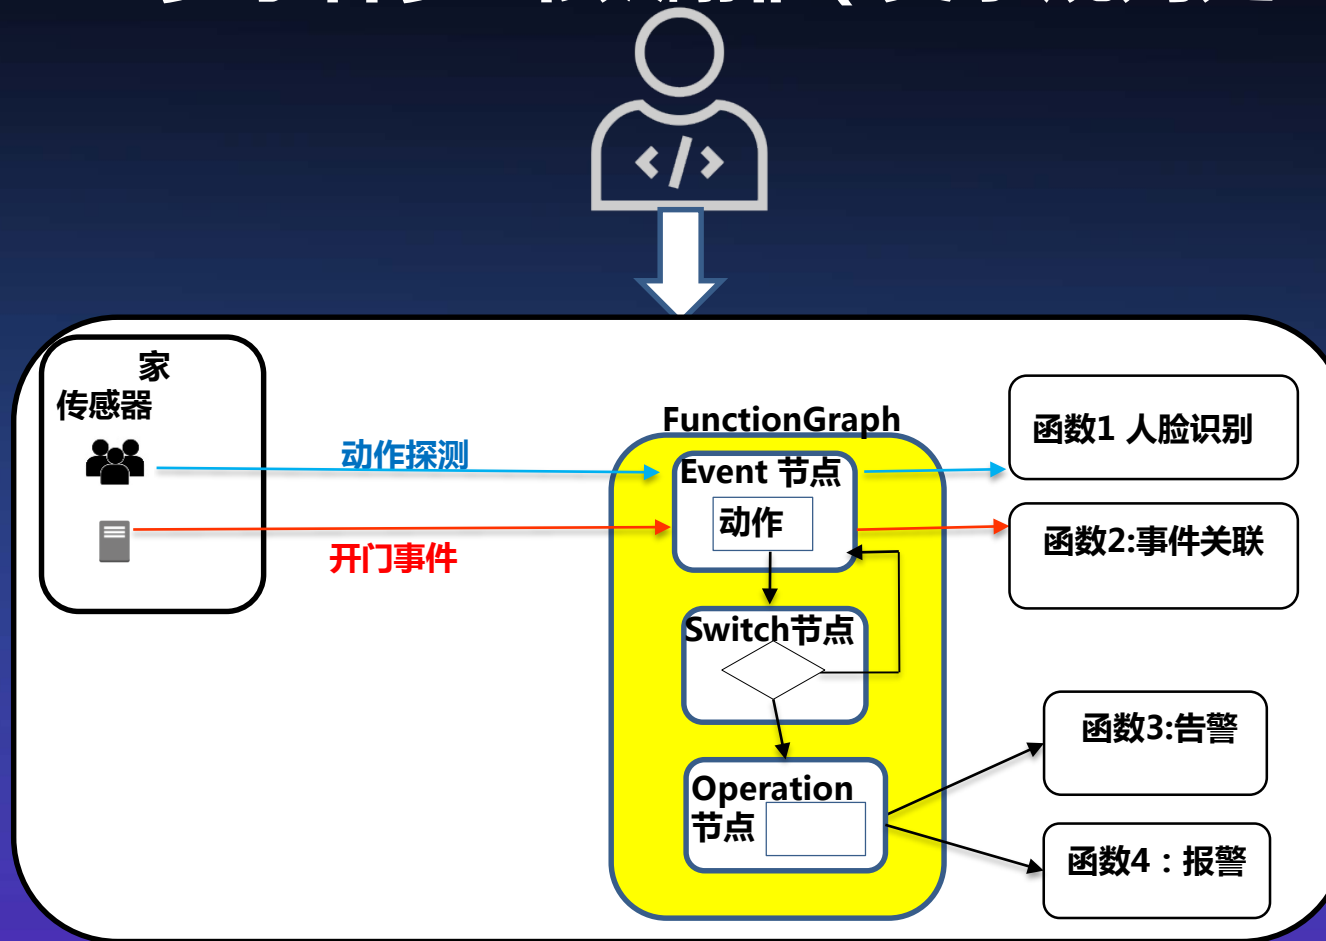 </>
家
传感器
动作探测
开门事件
FunctionGraph
Event 节点
动作
Switch节点
Operation
节点
函数1 人脸识别
函数2:事件关联
函数3:告警
函数4：报警